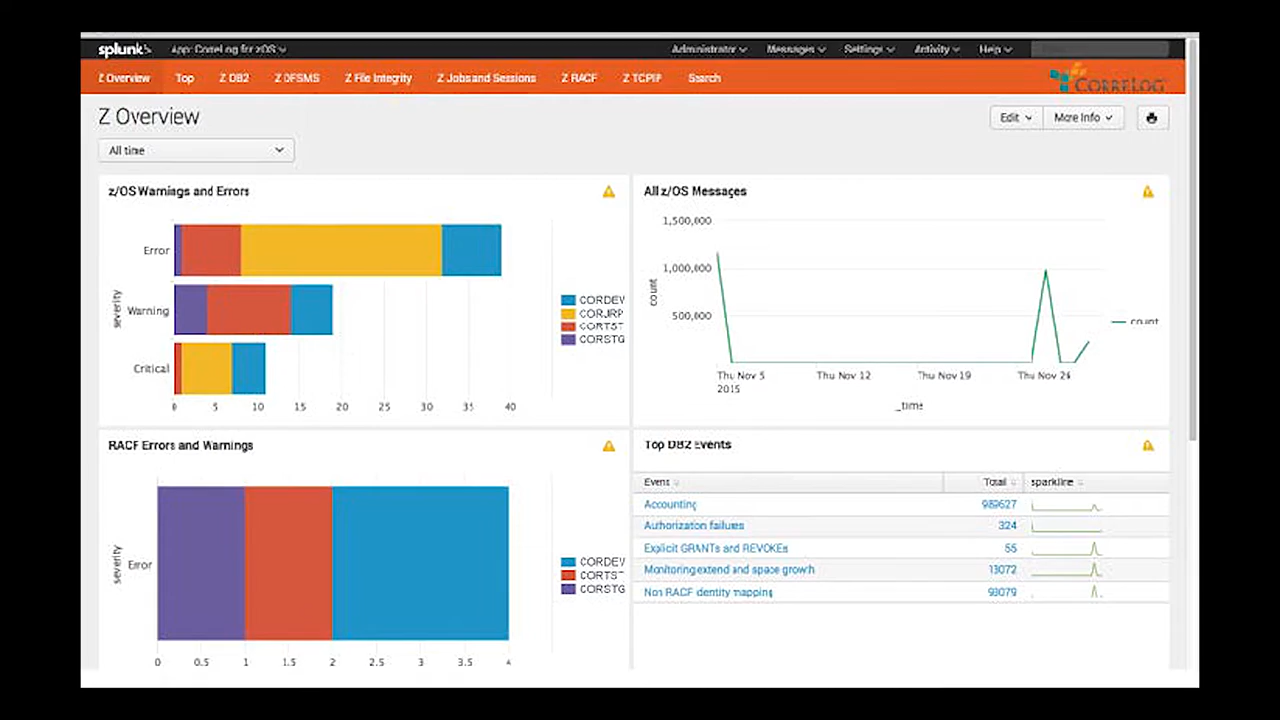 splunk> App: CorreLog for z/OS Administrator Messages Settings Activity Help
Z Overview Top Z DB2 Z DFSMS Z File Integrity Z Jobs and Sessions Z RACF Z TCPIP Search CorreLog
Z Overview Edit More Info
All time
z/OS Warnings and Errors
Error
Warning
Critical
severity
0 5 10 15 20 25 30 35 40
CORDEV
CORJRP
CORTST
CORSTG
All z/OS Messages
1,500,000
1,000,000
500,000
count
Thu Nov 5 Thu Nov 12 Thu Nov 19 Thu Nov 26
2015
_time
count
RACF Errors and Warnings
severity
Error
0 0.5 1 1.5 2 2.5 3 3.5 4
CORDEV
CORTST
CORSTG
Top DB2 Events
Event Total sparkline
Accounting 989627
Authorization failures 324
Explicit GRANTs and REVOKEs 55
Monitoring extend and space growth 13072
Non RACF identity mapping 93079